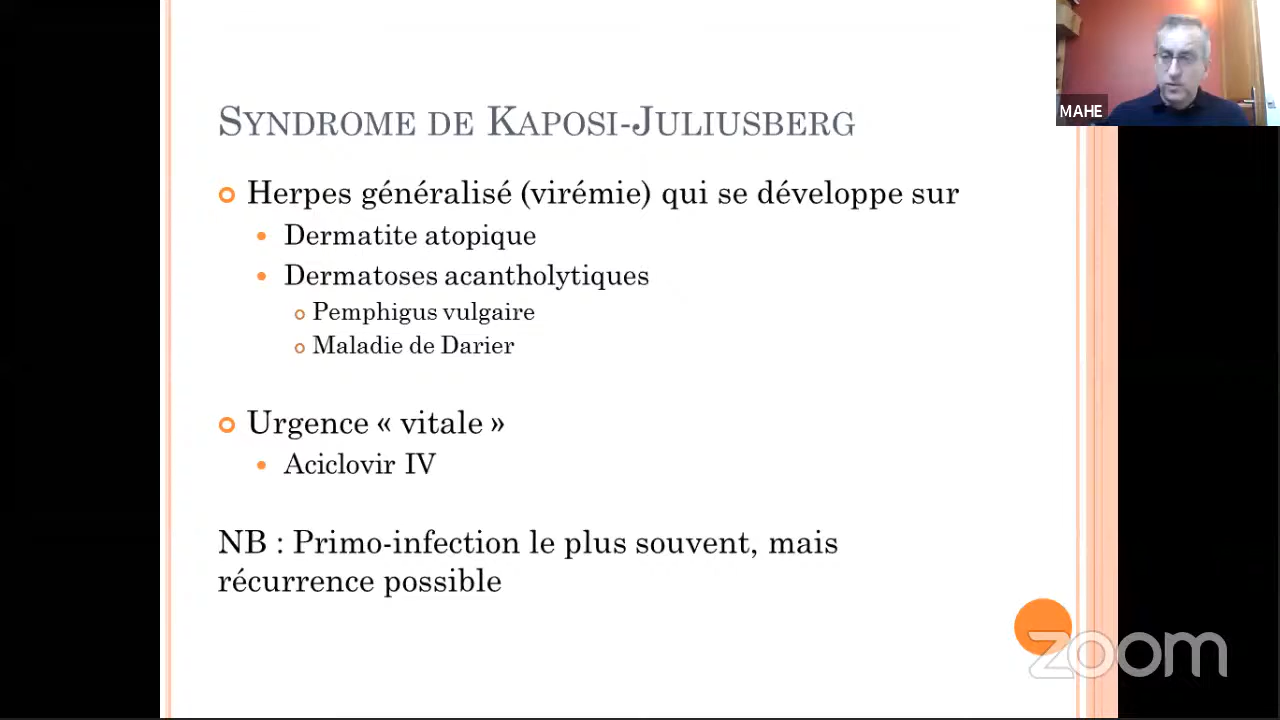 MAHE
Syndrome de Kaposi-Juliusberg
Herpes généralisé (virémie) qui se développe sur
Dermatite atopique
Dermatoses acantholytiques
Pemphigus vulgaire
Maladie de Darier
Urgence « vitale »
Aciclovir IV
NB : Primo-infection le plus souvent, mais
récurrence possible
zoom